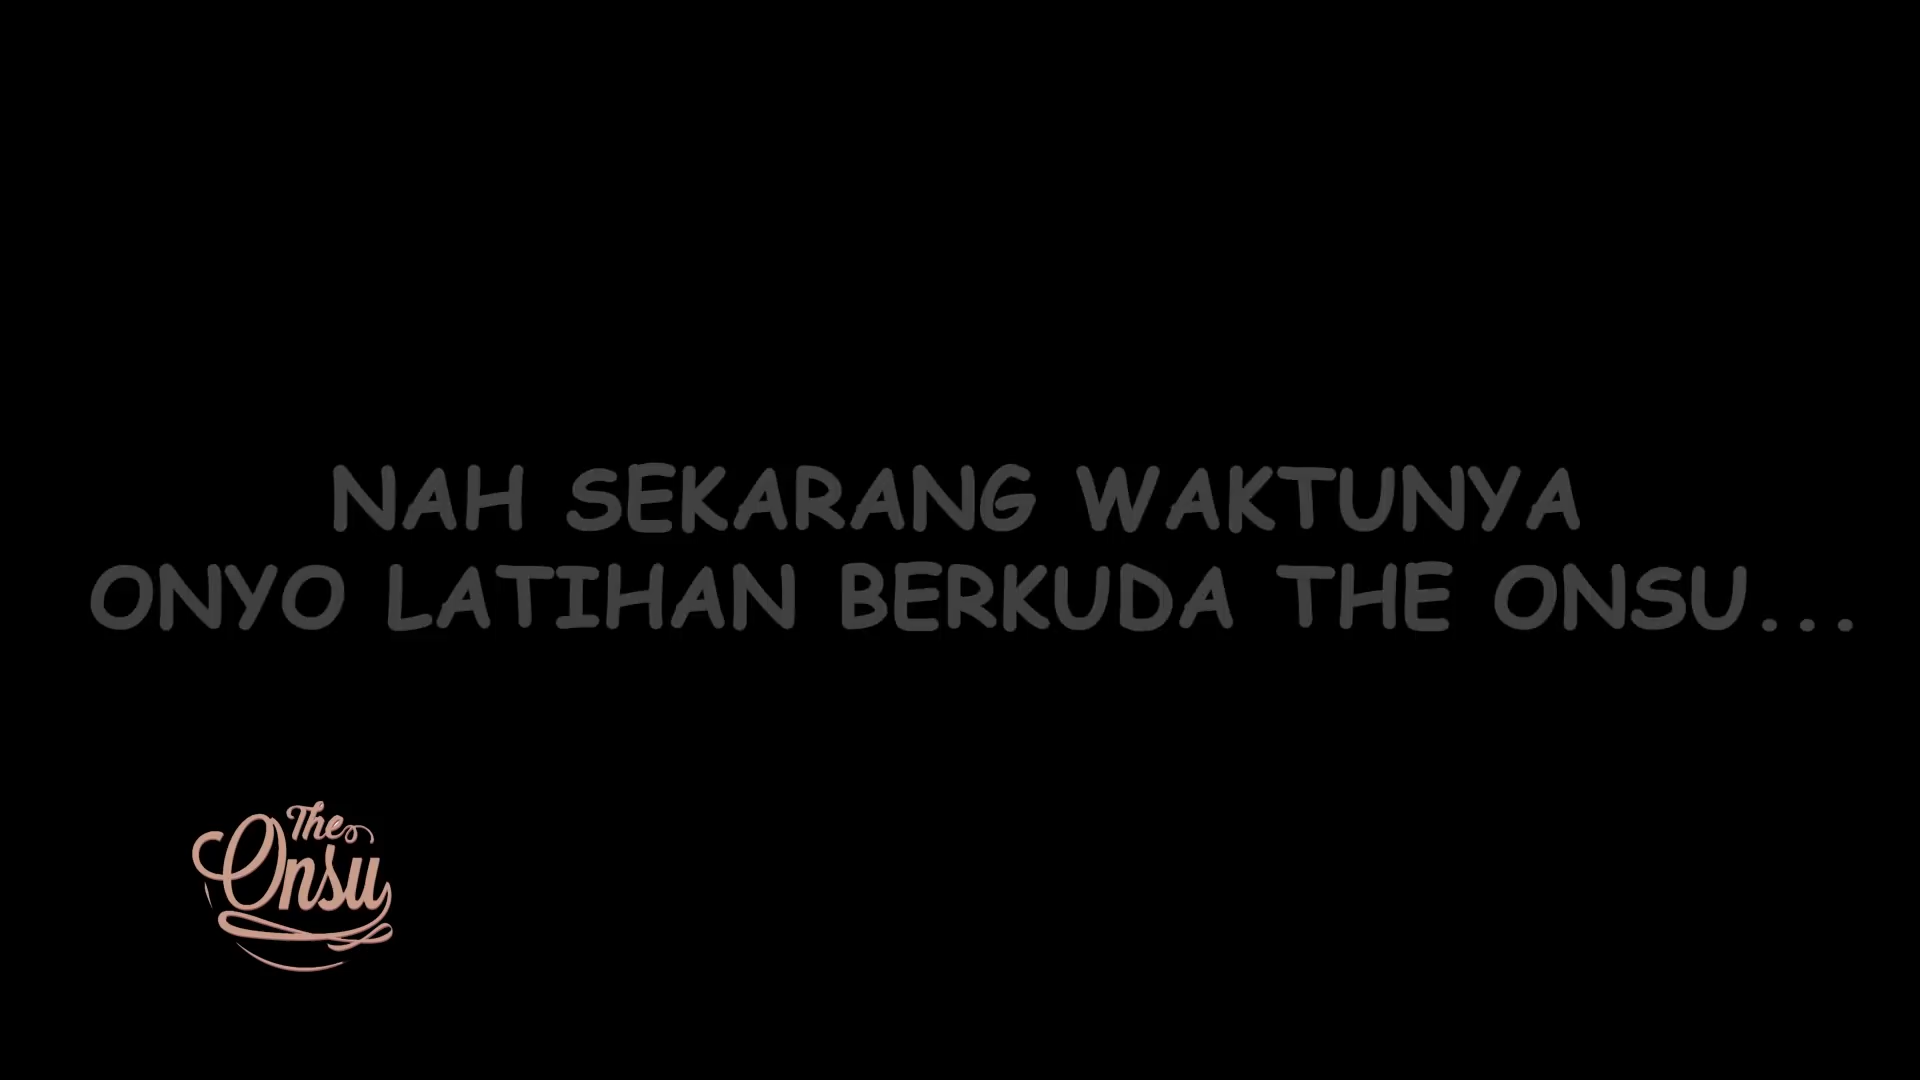 NAH SEKARANG WAKTUNYA
ONYO LATIHAN BERKUDA THE ONSU...
The
Onsu